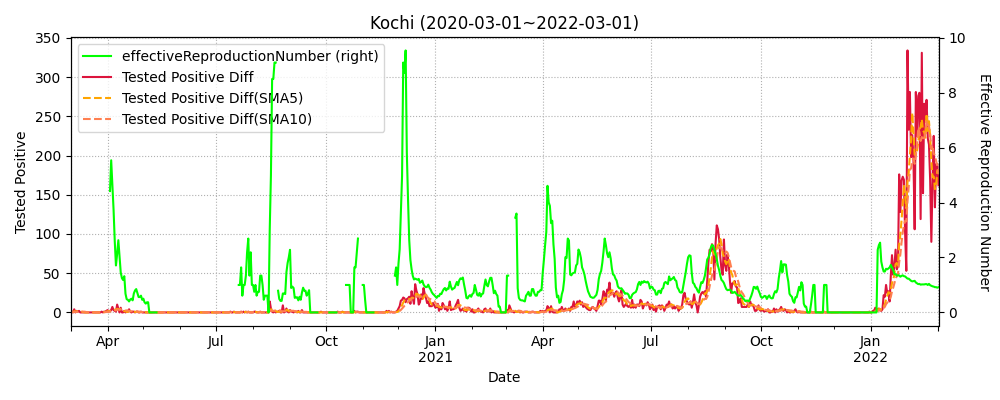 Kochi (2020-03-01~2022-03-01)
effectiveReproductionNumber (right)
Tested Positive Diff
Tested Positive Diff(SMA5)
Tested Positive Diff(SMA10)
Tested Positive
350
300
250
200
150
100
50
0
10
8
6
4
2
0
Effective Reproduction Number
Apr Jul Oct Jan Apr Jul Oct Jan
2021 2022
Date